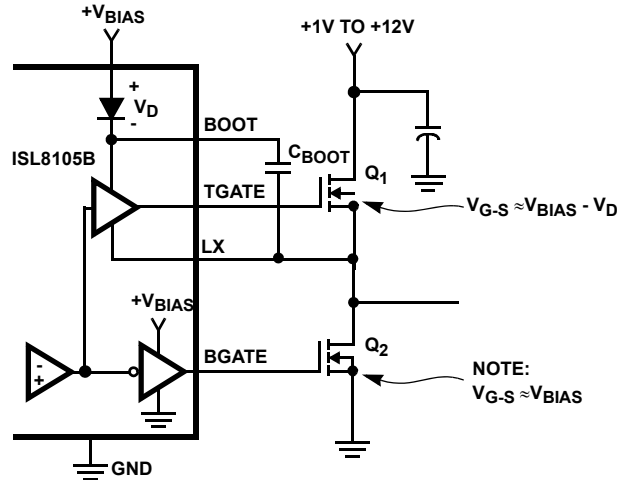 +VBIAS
+1V TO +12V
+
VD
-
BOOT
ISL8105B
CBOOT
Q1
TGATE
VG-S ≈VBIAS - VD
LX
+VBIAS
Q2
BGATE
-
+
NOTE:
VG-S ≈VBIAS
GND